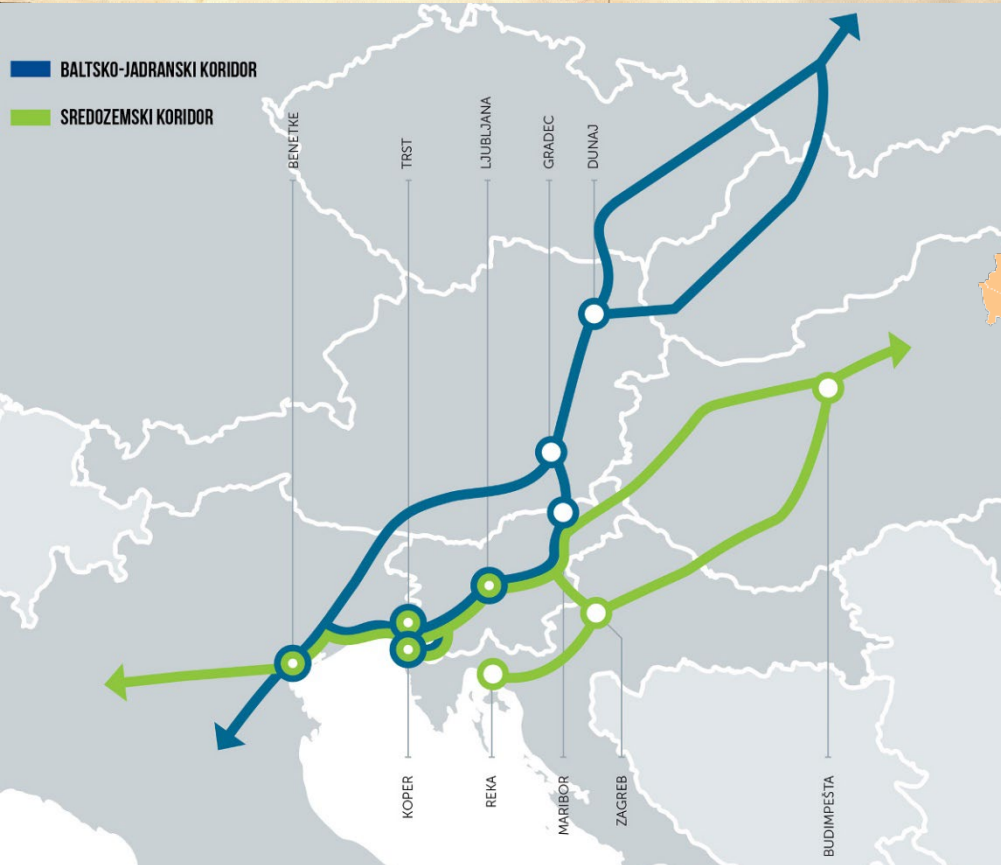 BALTSKO-JADRANSKI KORIDOR
SREDOZEMSKI KORIDOR
BENETKE
TRST
LJUBLJANA
GRADEC
DUNAJ
KOPER
REKA
MARIBOR
ZAGREB
BUDIMPEŠTA